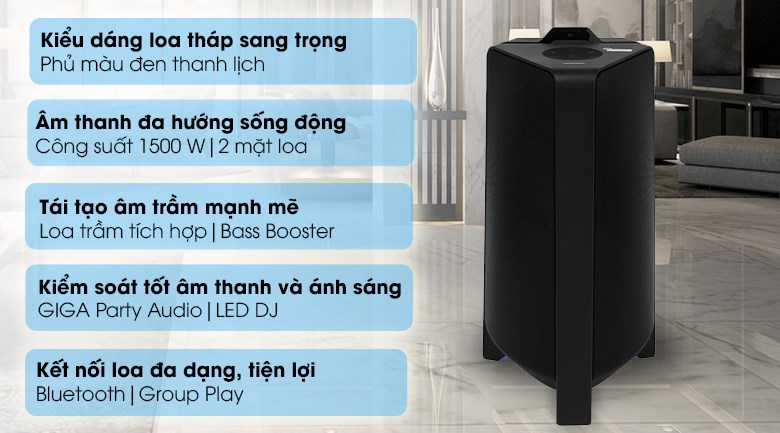 Kiểu dáng loa tháp sang trọng
Phủ màu đen thanh lịch
Âm thanh đa hướng sống động
Công suất 1500 W | 2 mặt loa
Tái tạo âm trầm mạnh mẽ
Loa trầm tích hợp | Bass Booster
Kiểm soát tốt âm thanh và ánh sáng
GIGA Party Audio | LED DJ
Kết nối loa đa dạng, tiện lợi
Bluetooth | Group Play